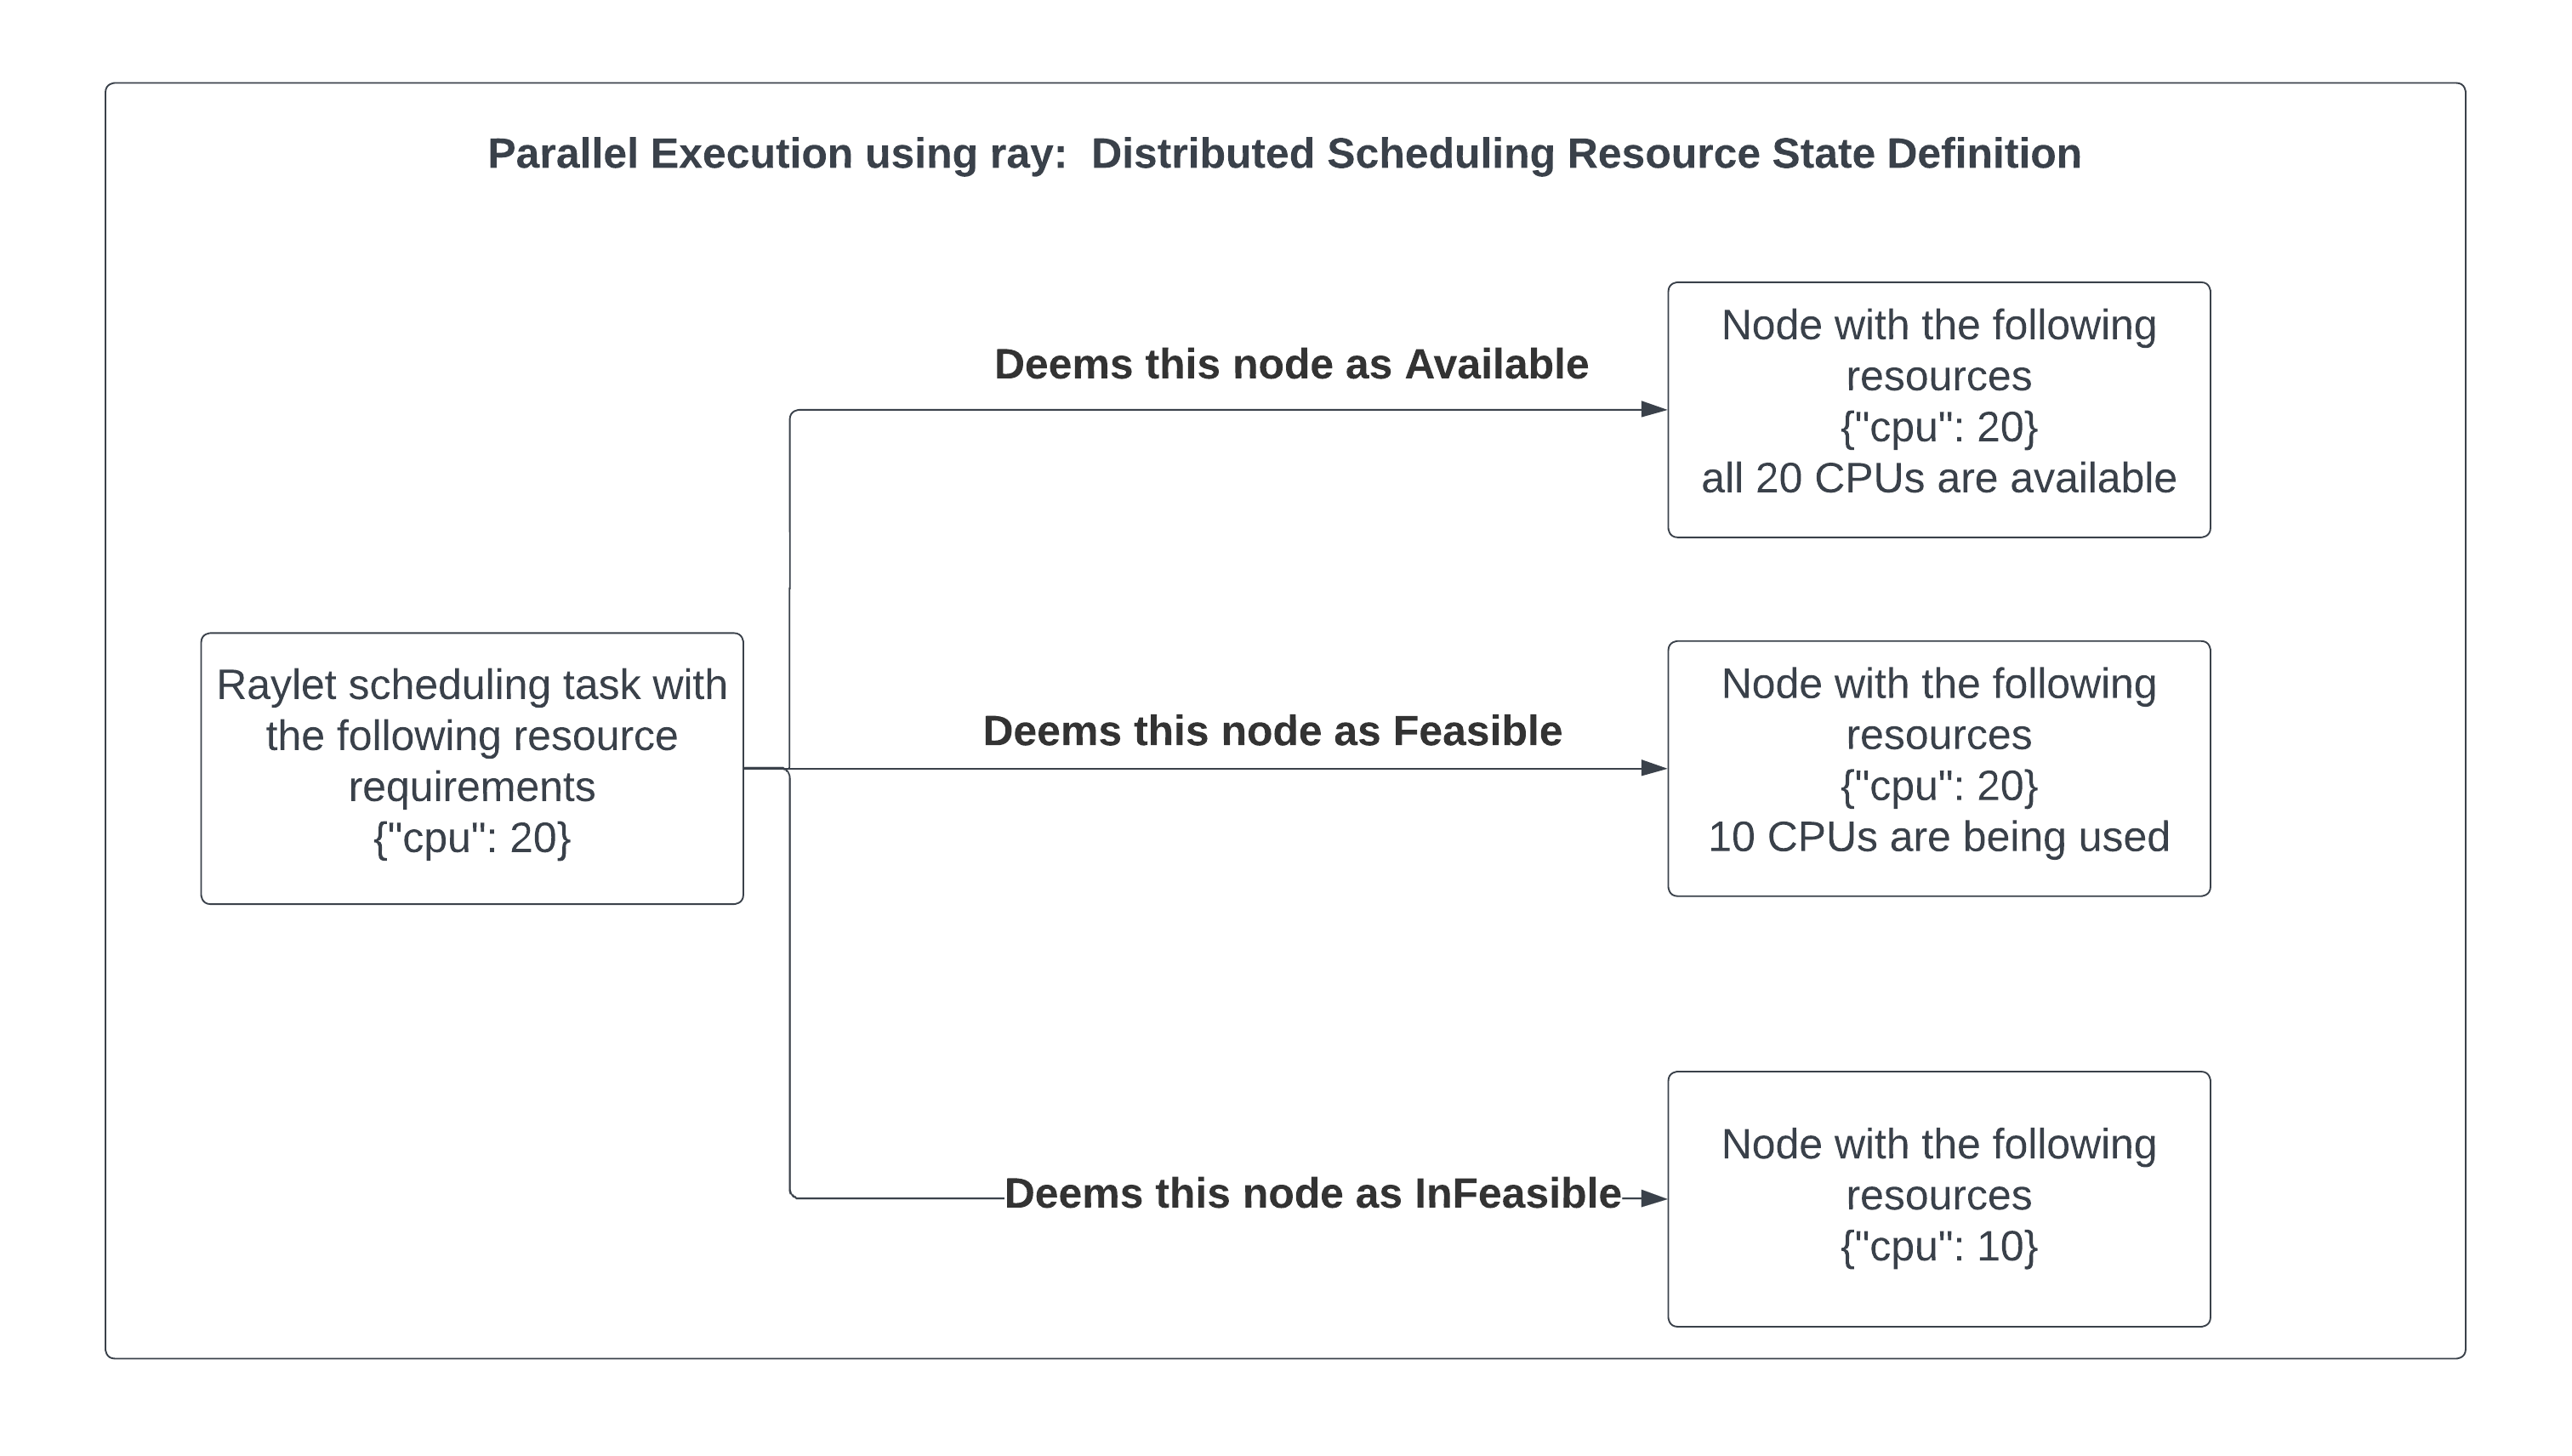 Parallel Execution using ray:  Distributed Scheduling Resource State Definition
Deems this node as Available
Node with the following
resources
{"cpu": 20}
all 20 CPUs are available
Raylet scheduling task with
the following resource
requirements
{"cpu": 20}
Deems this node as Feasible
Node with the following
resources
{"cpu": 20}
10 CPUs are being used
Deems this node as InFeasible
Node with the following
resources
{"cpu": 10}